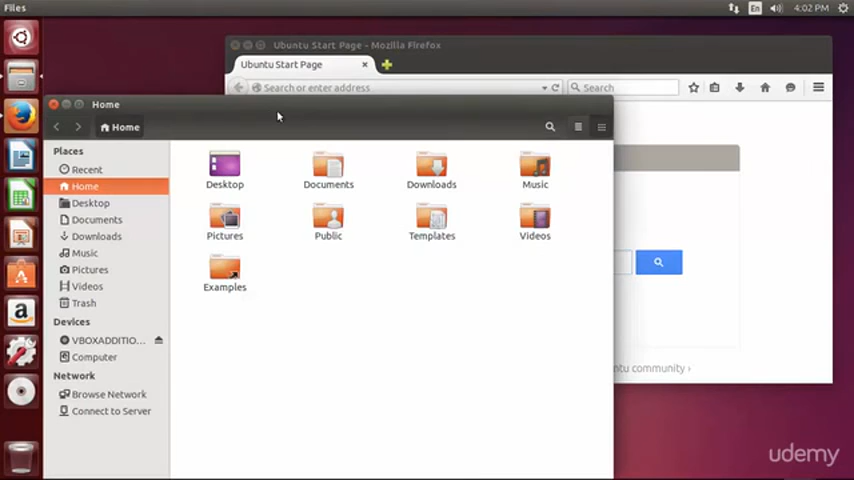 Files
En
4:02 PM
Ubuntu Start Page - Mozilla Firefox
Ubuntu Start Page
Search or enter address
Search
Home
Home
Places
Recent
Home
Desktop
Documents
Downloads
Music
Pictures
Videos
Trash
Devices
VBOXADDITIO...
Computer
Network
Browse Network
Connect to Server
Desktop
Documents
Downloads
Music
Pictures
Public
Templates
Videos
Examples
ntu community ›
a
udemy